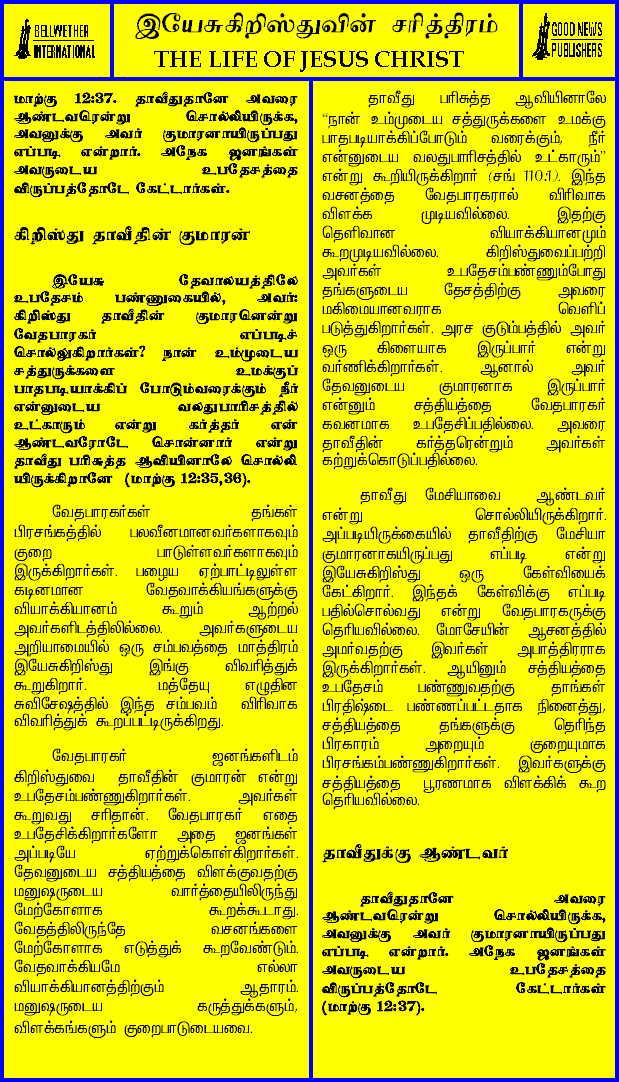 BELLWETHER
INTERNATIONAL
இயேசுகிறிஸ்துவின் சரித்திரம்
THE LIFE OF JESUS CHRIST
GOOD NEWS
PUBLISHERS
மாற்கு 12:37. தாவீதுதானே அவரை
ஆண்டவரென்று சொல்லியிருக்க,
அவனுக்கு அவர் குமாரனாயிருப்பது
எப்படி என்றார். அநேக ஜனங்கள்
அவருடைய உபதேசத்தை
விருப்பத்தோடே கேட்டார்கள்.
கிறிஸ்து தாவீதின் குமாரன்
இயேசு தேவாலயத்திலே
உபதேசம் பண்ணுகையில், அவர்:
கிறிஸ்து தாவீதின் குமாரனென்று
வேதபாரகர் எப்படிச்
சொல்லுகிறார்கள்? நான் உம்முடைய
சத்துருக்களை உமக்குப்
பாதபடியாக்கிப் போடும்வரைக்கும் நீர்
என்னுடைய வலதுபாரிசத்தில்
உட்காரும் என்று கர்த்தர் என்
ஆண்டவரோடே சொன்னார் என்று
தாவீது பரிசுத்த ஆவியினாலே சொல்லி
யிருக்கிறானே (மாற்கு 12:35,36).
வேதபாரகர்கள் தங்கள்
பிரசங்கத்தில் பலவீனமானவர்களாகவும்
குறை பாடுள்ளவர்களாகவும்
இருக்கிறார்கள். பழைய ஏற்பாட்டிலுள்ள
கடினமான வேதவாக்கியங்களுக்கு
வியாக்கியானம் கூறும் ஆற்றல்
அவர்களிடத்திலில்லை. அவர்களுடைய
அறியாமையில் ஒரு சம்பவத்தை மாத்திரம்
இயேசுகிறிஸ்து இங்கு விவரித்துக்
கூறுகிறார். மத்தேயு எழுதின
சுவிசேஷத்தில் இந்த சம்பவம் விரிவாக
விவரித்துக் கூறப்பட்டிருக்கிறது.
வேதபாரகர் ஜனங்களிடம்
கிறிஸ்துவை தாவீதின் குமாரன் என்று
உபதேசம்பண்ணுகிறார்கள். அவர்கள்
கூறுவது சரிதான். வேதபாரகர் எதை
உபதேசிக்கிறார்களோ அதை ஜனங்கள்
அப்படியே ஏற்றுக்கொள்கிறார்கள்.
தேவனுடைய சத்தியத்தை விளக்குவதற்கு
மனுஷருடைய வார்த்தையிலிருந்து
மேற்கோளாக கூறக்கூடாது.
வேதத்திலிருந்தே வசனங்களை
மேற்கோளாக எடுத்துக் கூறவேண்டும்.
வேதவாக்கியமே எல்லா
வியாக்கியானத்திற்கும் ஆதாரம்.
மனுஷருடைய கருத்துக்களும்,
விளக்கங்களும் குறைபாடுடையவை.
தாவீது பரிசுத்த ஆவியினாலே
“நான் உம்முடைய சத்துருக்களை உமக்கு
பாதபடியாக்கிப்போடும் வரைக்கும், நீர்
என்னுடைய வலதுபாரிசத்தில் உட்காரும்”
என்று கூறியிருக்கிறார் (சங் 110:1). இந்த
வசனத்தை வேதபாரகரால் விரிவாக
விளக்க முடியவில்லை. இதற்கு
தெளிவான வியாக்கியானமும்
கூறமுடியவில்லை. கிறிஸ்துவைப்பற்றி
அவர்கள் உபதேசம்பண்ணும்போது
தங்களுடைய தேசத்திற்கு அவரை
மகிமையானவராக வெளிப்
படுத்துகிறார்கள். அரச குடும்பத்தில் அவர்
ஒரு கிளையாக இருப்பார் என்று
வர்ணிக்கிறார்கள். ஆனால் அவர்
தேவனுடைய குமாரனாக இருப்பார்
என்னும் சத்தியத்தை வேதபாரகர்
கவனமாக உபதேசிப்பதில்லை. அவரை
தாவீதின் கர்த்தரென்றும் அவர்கள்
கற்றுக்கொடுப்பதில்லை.
தாவீது மேசியாவை ஆண்டவர்
என்று சொல்லியிருக்கிறார்.
அப்படியிருக்கையில் தாவீதிற்கு மேசியா
குமாரனாகயிருப்பது எப்படி என்று
இயேசுகிறிஸ்து ஒரு கேள்வியைக்
கேட்கிறார். இந்தக் கேள்விக்கு எப்படி
பதில்சொல்வது என்று வேதபாரகருக்கு
தெரியவில்லை. மோசேயின் ஆசனத்தில்
அமர்வதற்கு இவர்கள் அபாத்திரராக
இருக்கிறார்கள். ஆயினும் சத்தியத்தை
உபதேசம் பண்ணுவதற்கு தாங்கள்
பிரதிஷ்டை பண்ணப்பட்டதாக நினைத்து,
சத்தியத்தை தங்களுக்கு தெரிந்த
பிரகாரம் அறையும் குறையுமாக
பிரசங்கம்பண்ணுகிறார்கள். இவர்களுக்கு
சத்தியத்தை பூரணமாக விளக்கிக் கூற
தெரியவில்லை.
தாவீதுக்கு ஆண்டவர்
தாவீதுதானே அவரை
ஆண்டவரென்று சொல்லியிருக்க,
அவனுக்கு அவர் குமாரனாயிருப்பது
எப்படி என்றார். அநேக ஜனங்கள்
அவருடைய உபதேசத்தை
விருப்பத்தோடே கேட்டார்கள்
(மாற்கு 12:37).